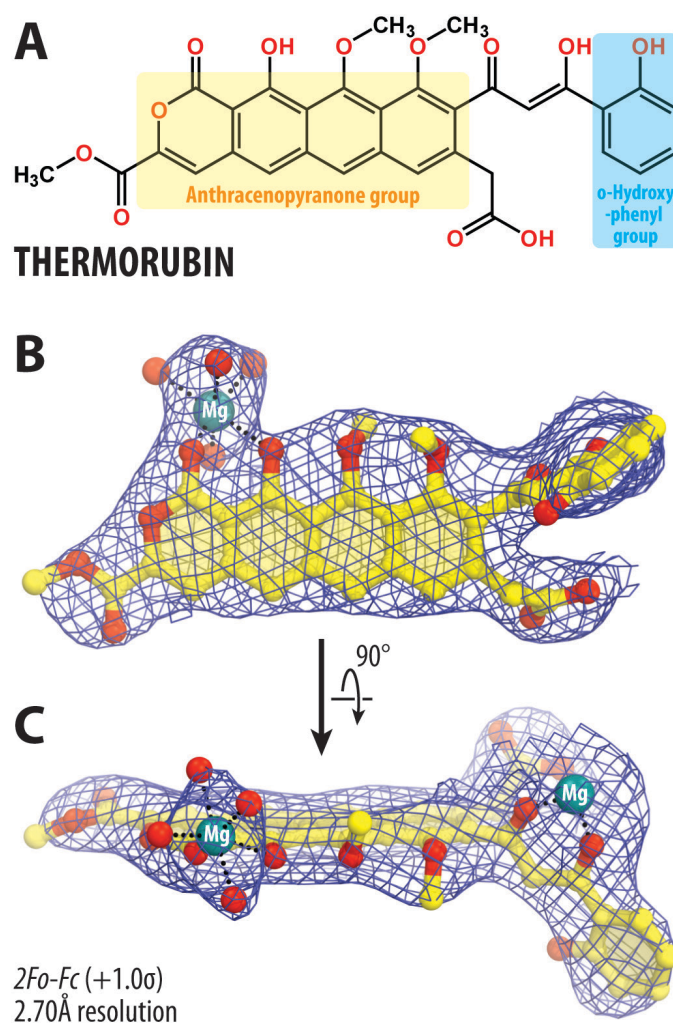 A
O
OH
O
CH₃
O
CH₃
O
OH
OH
O
H₃C
O
O
Anthracenopyranone group
O
OH
o-Hydroxy
-phenyl
group
THERMORUBIN
B
Mg
90°
C
Mg
Mg
2Fo-Fc (+1.0σ)
2.70Å resolution